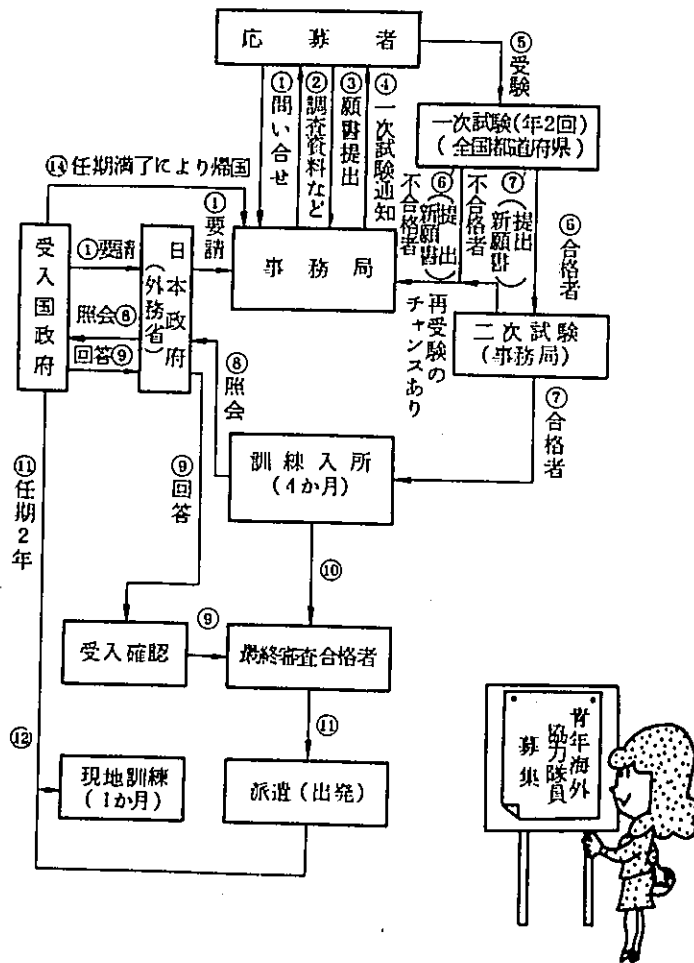 応募者
⑤受験
①問い合せ
②調査資料など
③願書提出
④一次試験通知
一次試験(年2回)
(全国都道府県)
⑭任期満了により帰国
①要請
⑥(新願書提出)
不合格者
⑦(新願書提出)
不合格者
⑥合格者
受入国政府
①要請
照会⑧
回答⑨
日本政府
(外務省)
事務局
再受験の
チャンスあり
二次試験
(事務局)
⑦合格者
⑧照会
訓練入所
(4か月)
⑨回答
⑪任期2年
⑩
受入確認
⑨
最終審査合格者
⑪
⑫
現地訓練
(1か月)
派遣(出発)
青年海外
協力隊員
募集